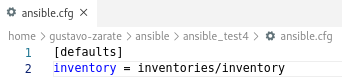 ansible.cfg ×
home > gustavo-zarate > ansible > ansible_test4 > ansible.cfg
1 [defaults]
2 inventory = inventories/inventory